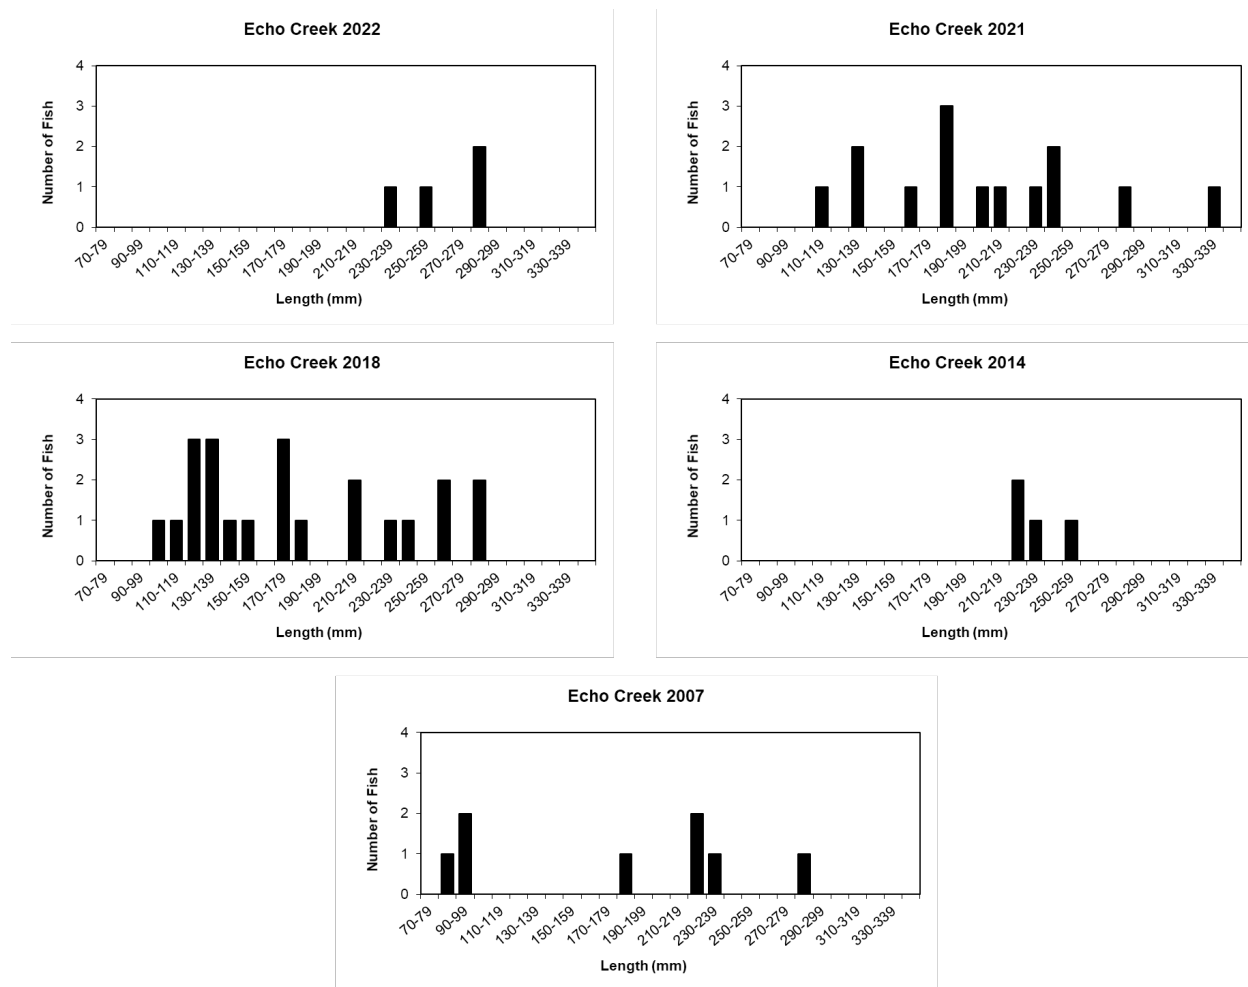 Echo Creek 2022
Number of Fish
4
3
2
1
0
70-79 90-99 110-119 130-139 150-159 170-179 190-199 210-219 230-239 250-259 270-279 290-299 310-319 330-339
Length (mm)
Echo Creek 2021
Number of Fish
4
3
2
1
0
70-79 90-99 110-119 130-139 150-159 170-179 190-199 210-219 230-239 250-259 270-279 290-299 310-319 330-339
Length (mm)
Echo Creek 2018
Number of Fish
4
3
2
1
0
70-79 90-99 110-119 130-139 150-159 170-179 190-199 210-219 230-239 250-259 270-279 290-299 310-319 330-339
Length (mm)
Echo Creek 2014
Number of Fish
4
3
2
1
0
70-79 90-99 110-119 130-139 150-159 170-179 190-199 210-219 230-239 250-259 270-279 290-299 310-319 330-339
Length (mm)
Echo Creek 2007
Number of Fish
4
3
2
1
0
70-79 90-99 110-119 130-139 150-159 170-179 190-199 210-219 230-239 250-259 270-279 290-299 310-319 330-339
Length (mm)